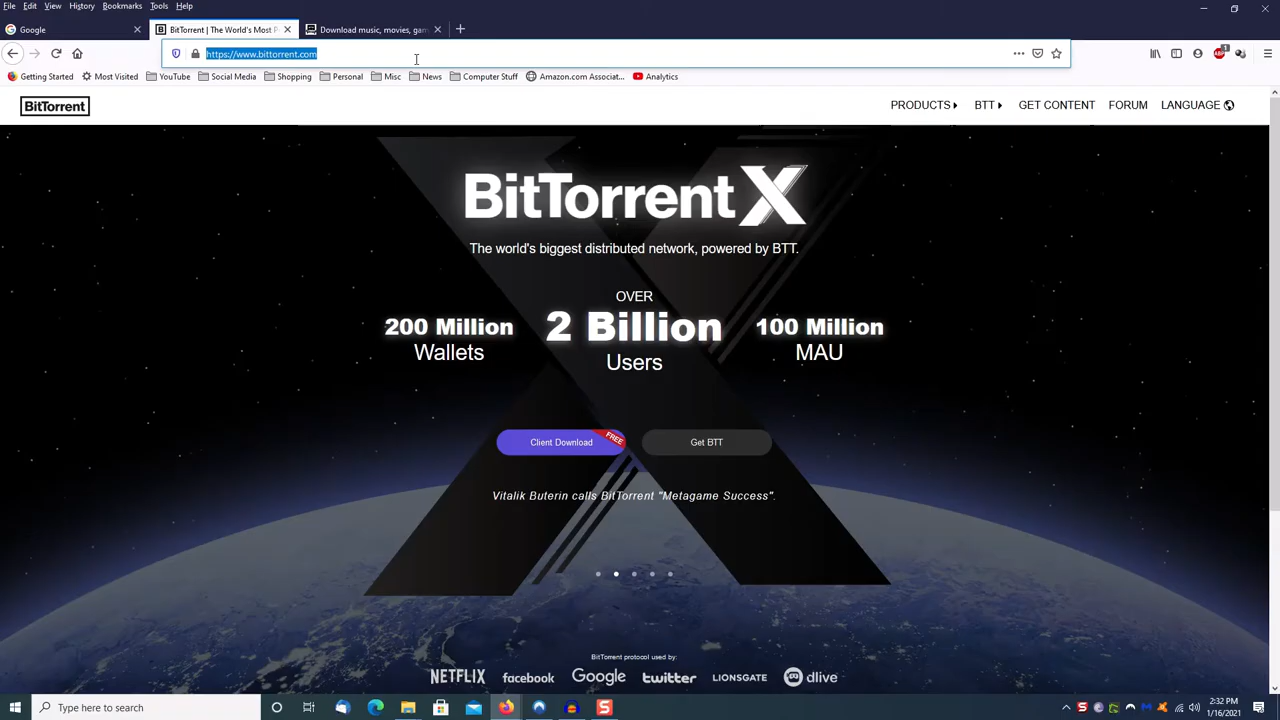 File Edit View History Bookmarks Tools Help
Google
BitTorrent | The World's Most P
Download music, movies, gam
https://www.bittorrent.com
Getting Started Most Visited YouTube Social Media Shopping Personal Misc News Computer Stuff Amazon.com Associat... Analytics
BitTorrent PRODUCTS BTT GET CONTENT FORUM LANGUAGE
BitTorrent X
The world's biggest distributed network, powered by BTT.
OVER
200 Million 2 Billion 100 Million
Wallets Users MAU
Client Download FREE Get BTT
Vitalik Buterin calls BitTorrent "Metagame Success".
BitTorrent protocol used by:
NETFLIX facebook Google twitter LIONSGATE dlive
Type here to search
2:32 PM
1/16/2021